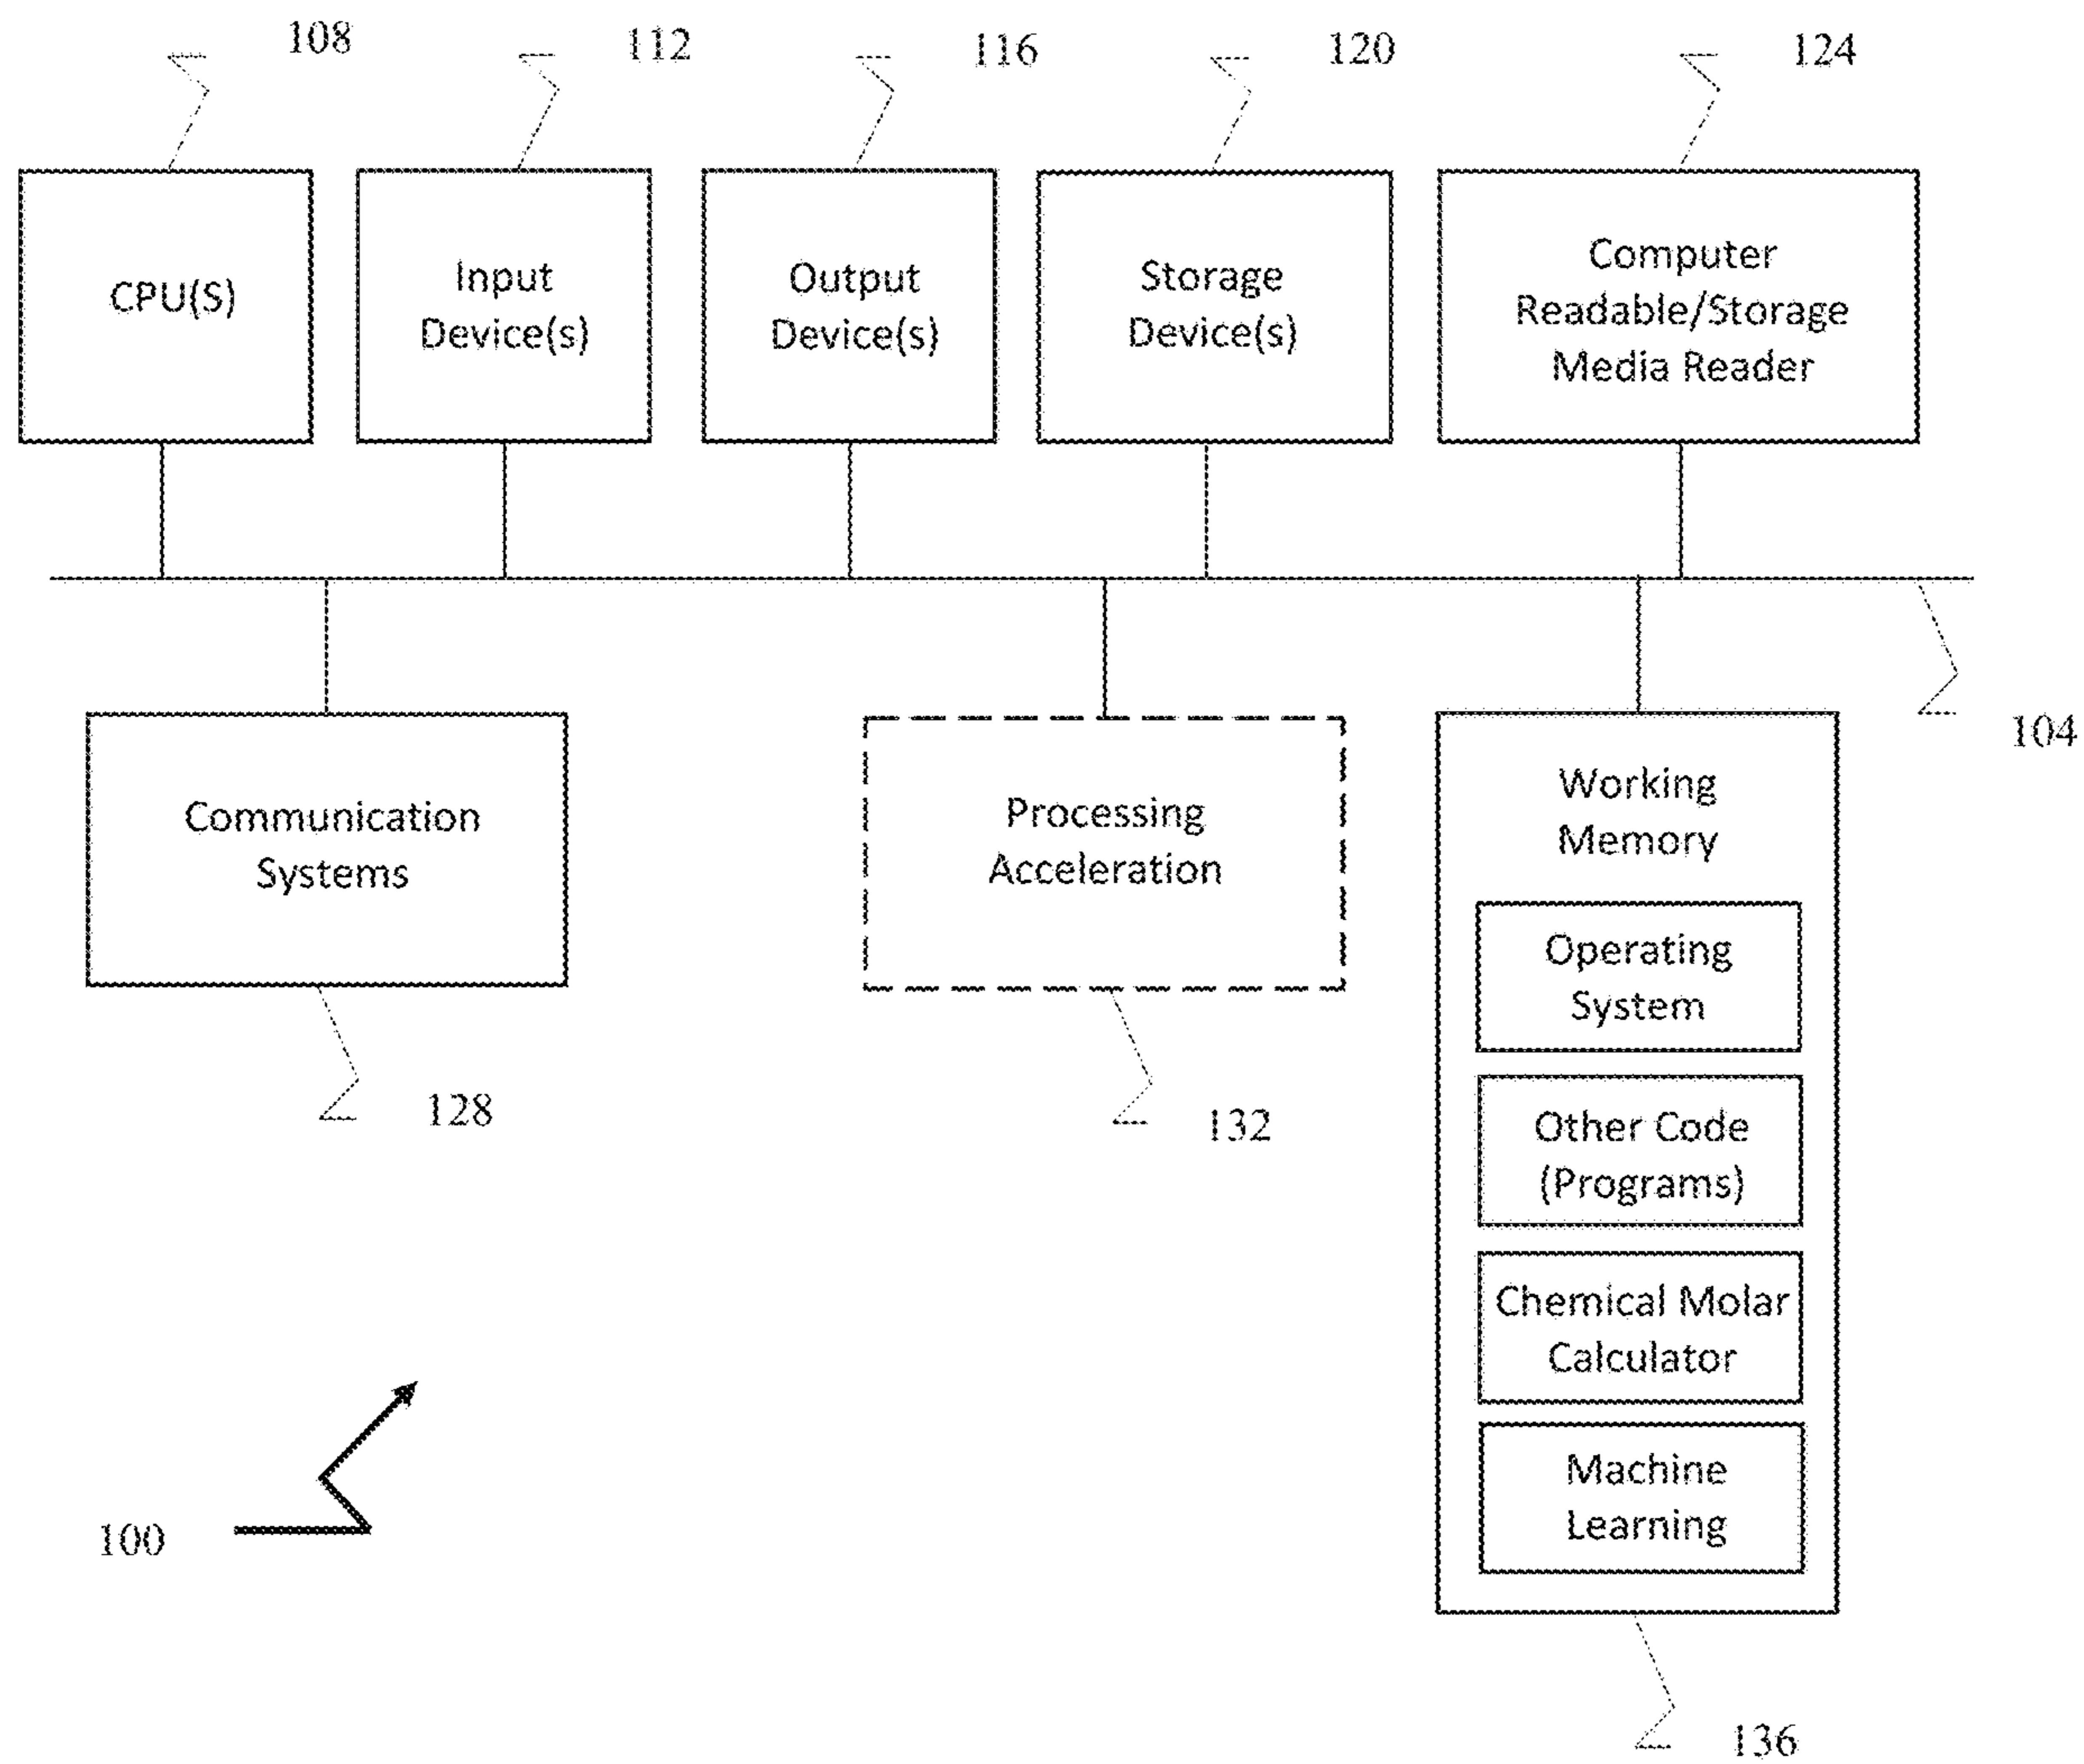 108
112
116
120
124
CPU(S)
Input
Device(s)
Output
Device(s)
Storage
Device(s)
Computer
Readable/Storage
Media Reader
104
Communication
Systems
128
Processing
Acceleration
132
Working
Memory
Operating
System
Other Code
(Programs)
Chemical Molar
Calculator
Machine
Learning
136
100